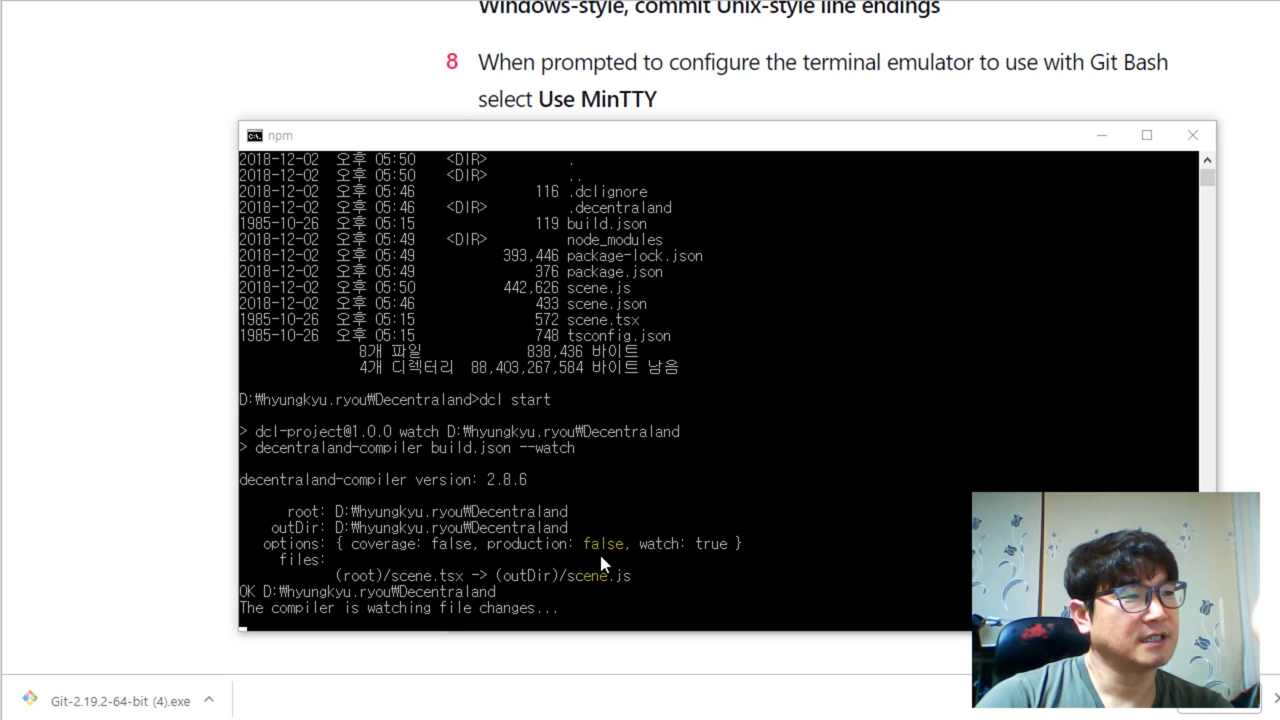 Windows-style, commit Unix-style line endings
8 When prompted to configure the terminal emulator to use with Git Bash
select Use MinTTY
npm
2018-12-02 오후 05:50 <DIR> .
2018-12-02 오후 05:50 <DIR> ..
2018-12-02 오후 05:46 116 .dclignore
2018-12-02 오후 05:46 <DIR> .decentraland
1985-10-26 오후 05:15 119 build.json
2018-12-02 오후 05:49 <DIR> node_modules
2018-12-02 오후 05:49 393,446 package-lock.json
2018-12-02 오후 05:49 376 package.json
2018-12-02 오후 05:50 442,626 scene.js
2018-12-02 오후 05:46 433 scene.json
1985-10-26 오후 05:15 572 scene.tsx
1985-10-26 오후 05:15 748 tsconfig.json
8개 파일 838,436 바이트
4개 디렉터리 88,403,267,584 바이트 남음
D:₩hyungkyu.ryou₩Decentraland>dcl start
> dcl-project@1.0.0 watch D:₩hyungkyu.ryou₩Decentraland
> decentraland-compiler build.json --watch
decentraland-compiler version: 2.8.6
root: D:₩hyungkyu.ryou₩Decentraland
outDir: D:₩hyungkyu.ryou₩Decentraland
options: { coverage: false, production: false, watch: true }
files:
(root)/scene.tsx -> (outDir)/scene.js
OK D:₩hyungkyu.ryou₩Decentraland
The compiler is watching file changes...
Git-2.19.2-64-bit (4).exe